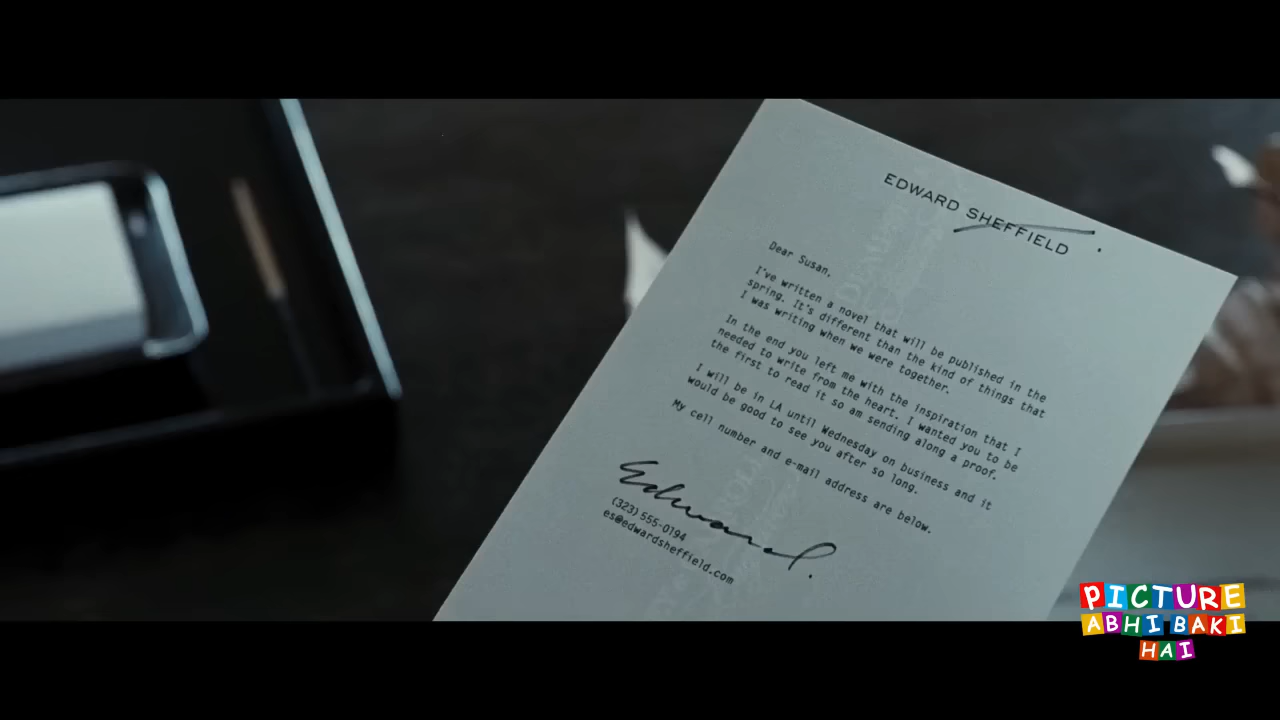 EDWARD SHEFFIELD
Dear Susan,
I've written a novel that will be published in the
spring. It's different than the kind of things that
I was writing when we were together.
In the end you left me with the inspiration that I
needed to write from the heart. I wanted you to be
the first to read it so am sending along a proof.
I will be in LA until Wednesday on business and it
would be good to see you after so long.
My cell number and e-mail address are below.
Edward.
(323) 555-0194
es@edwardsheffield.com
PICTURE
ABHI BAKI
HAI